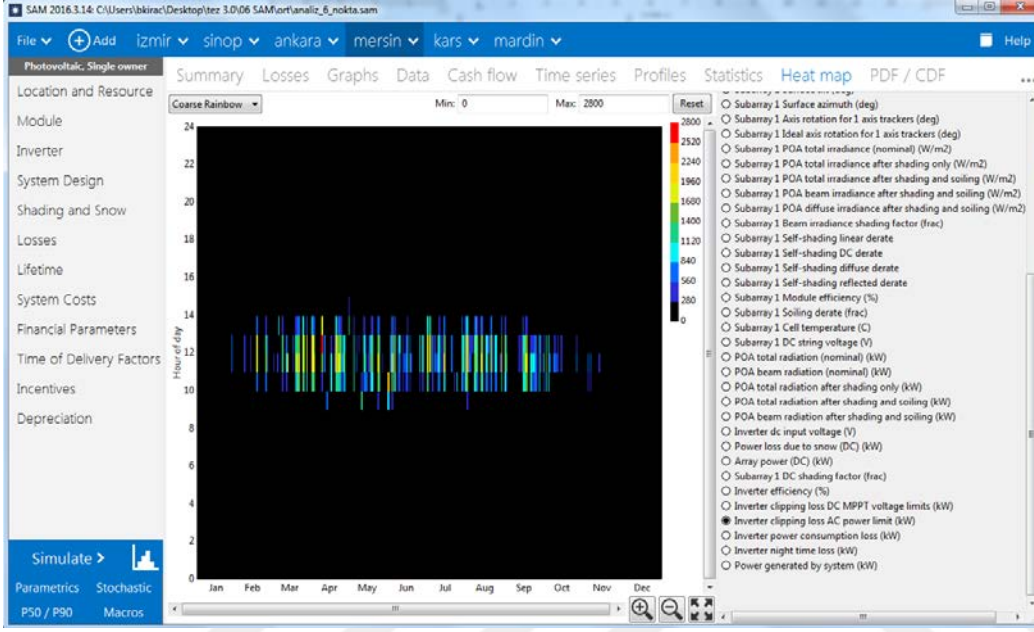 SAM 2016.3.14: C:\Users\bkirac\Desktop\tez 3.0\06 SAM\ort\analiz_6_nokta.sam
File Add izmir sinop ankara mersin kars mardin Help
Photovoltaic, Single owner
Location and Resource
Module
Inverter
System Design
Shading and Snow
Losses
Lifetime
System Costs
Financial Parameters
Time of Delivery Factors
Incentives
Depreciation
Simulate >
Parametrics Stochastic
P50 / P90 Macros
Summary Losses Graphs Data Cash flow Time series Profiles Statistics Heat map PDF / CDF ...
Coarse Rainbow Min: 0 Max: 2800 Reset
24
22
20
18
16
14
12
10
8
6
4
2
0
Hour of day
Jan Feb Mar Apr May Jun Jul Aug Sep Oct Nov Dec
2800
2520
2240
1960
1680
1400
1120
840
560
280
0
Subarray 1 Surface azimuth (deg)
Subarray 1 Axis rotation for 1 axis trackers (deg)
Subarray 1 Ideal axis rotation for 1 axis trackers (deg)
Subarray 1 POA total irradiance (nominal) (W/m2)
Subarray 1 POA total irradiance after shading only (W/m2)
Subarray 1 POA total irradiance after shading and soiling (W/m2)
Subarray 1 POA beam irradiance after shading and soiling (W/m2)
Subarray 1 POA diffuse irradiance after shading and soiling (W/m2)
Subarray 1 Beam irradiance shading factor (frac)
Subarray 1 Self-shading linear derate
Subarray 1 Self-shading DC derate
Subarray 1 Self-shading diffuse derate
Subarray 1 Self-shading reflected derate
Subarray 1 Module efficiency (%)
Subarray 1 Soiling derate (frac)
Subarray 1 Cell temperature (C)
Subarray 1 DC string voltage (V)
POA total radiation (nominal) (kW)
POA beam radiation (nominal) (kW)
POA total radiation after shading only (kW)
POA total radiation after shading and soiling (kW)
POA beam radiation after shading and soiling (kW)
Inverter dc input voltage (V)
Power loss due to snow (DC) (kW)
Array power (DC) (kW)
Subarray 1 DC shading factor (frac)
Inverter efficiency (%)
Inverter clipping loss DC MPPT voltage limits (kW)
Inverter clipping loss AC power limit (kW)
Inverter power consumption loss (kW)
Inverter night time loss (kW)
Power generated by system (kW)